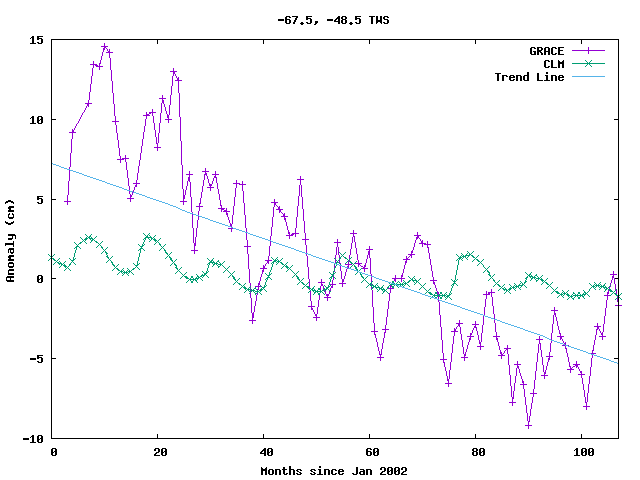 -67.5, -48.5 TWS
GRACE
CLM
Trend Line
15
10
5
0
-5
-10
Anomaly (cm)
0 20 40 60 80 100
Months since Jan 2002